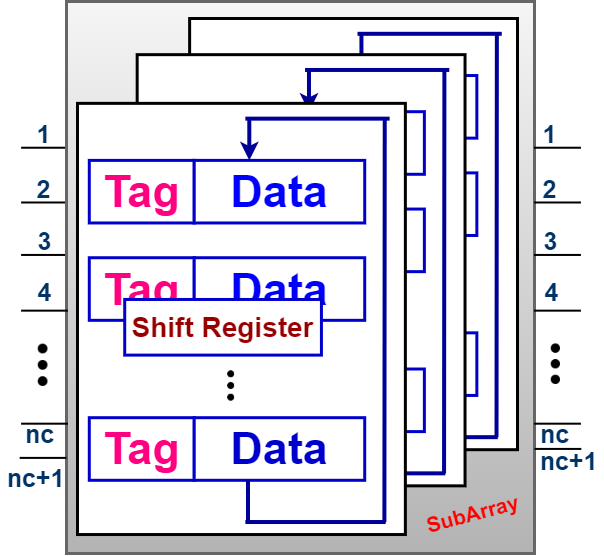 1
2
3
4
nc
nc+1
Tag Data
Tag Data
Shift Register
Tag Data
SubArray
1
2
3
4
nc
nc+1